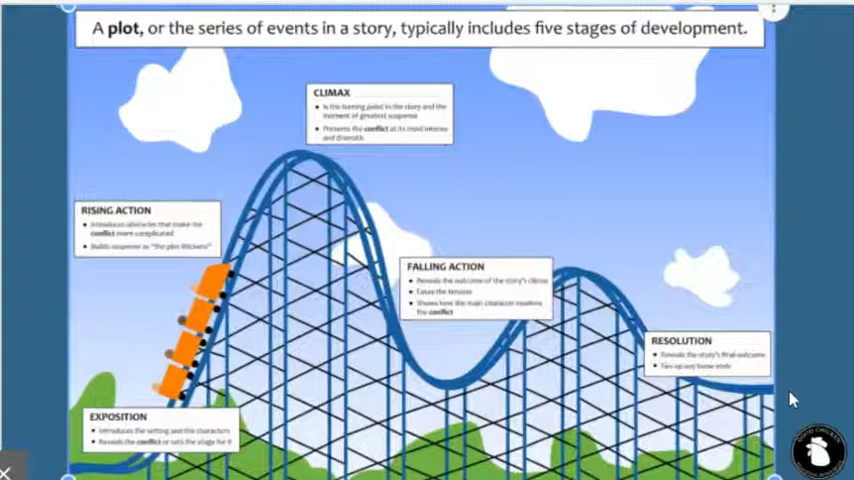 A plot, or the series of events in a story, typically includes five stages of development.
CLIMAX
• Is the turning point in the story and the
moment of greatest suspense
• Presents the conflict at its most intense
and dramatic
RISING ACTION
• Introduces obstacles that make the
conflict more complicated
• Builds suspense as "the plot thickens"
FALLING ACTION
• Reveals the outcome of the story's climax
• Eases the tension
• Shows how the main character resolves
the conflict
RESOLUTION
• Reveals the story's final outcome
• Ties up any loose ends
EXPOSITION
• Introduces the setting and the characters
• Reveals the conflict or sets the stage for it
CHICKEN